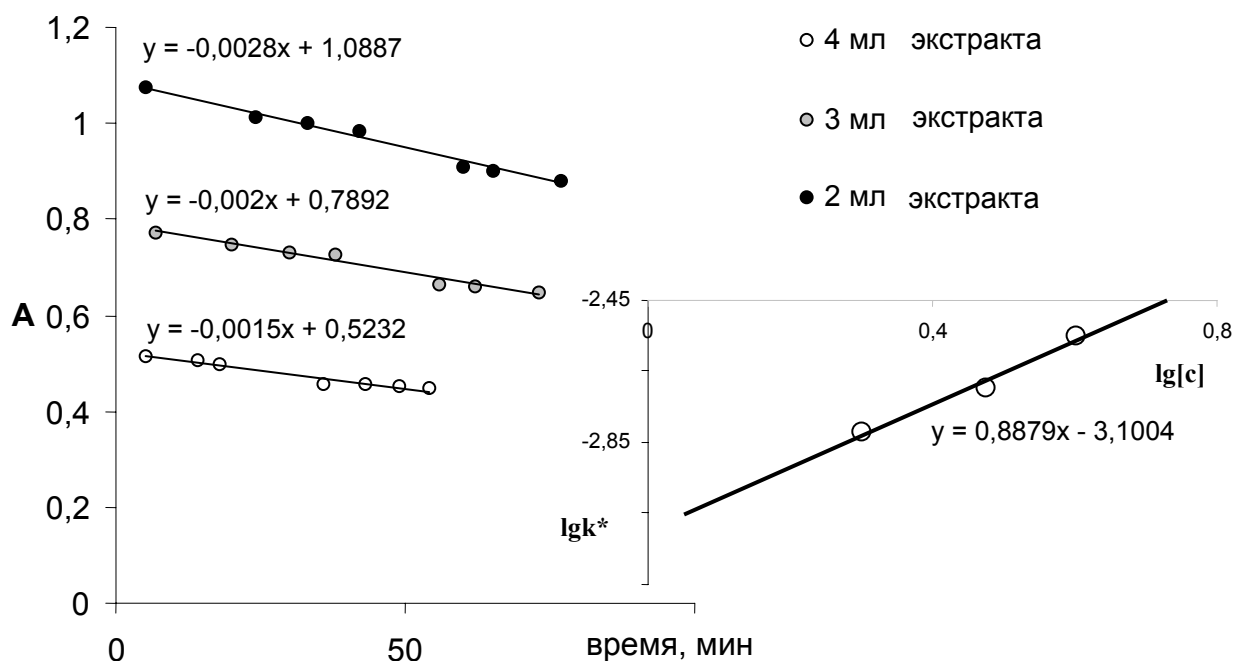 1,2
y = -0,0028x + 1,0887
4 мл экстракта
1
3 мл экстракта
0,8
y = -0,002x + 0,7892
2 мл экстракта
A
0,6
y = -0,0015x + 0,5232
-2,45
0
0,4
0,8
lg[c]
0,4
y = 0,8879x - 3,1004
-2,85
0,2
lgk*
0
0
50
время, мин